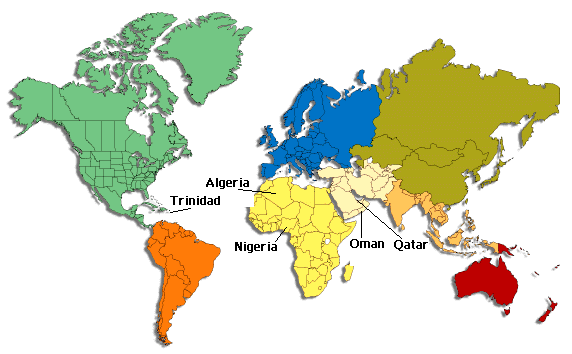 Algeria
Trinidad
Nigeria
Oman
Qatar